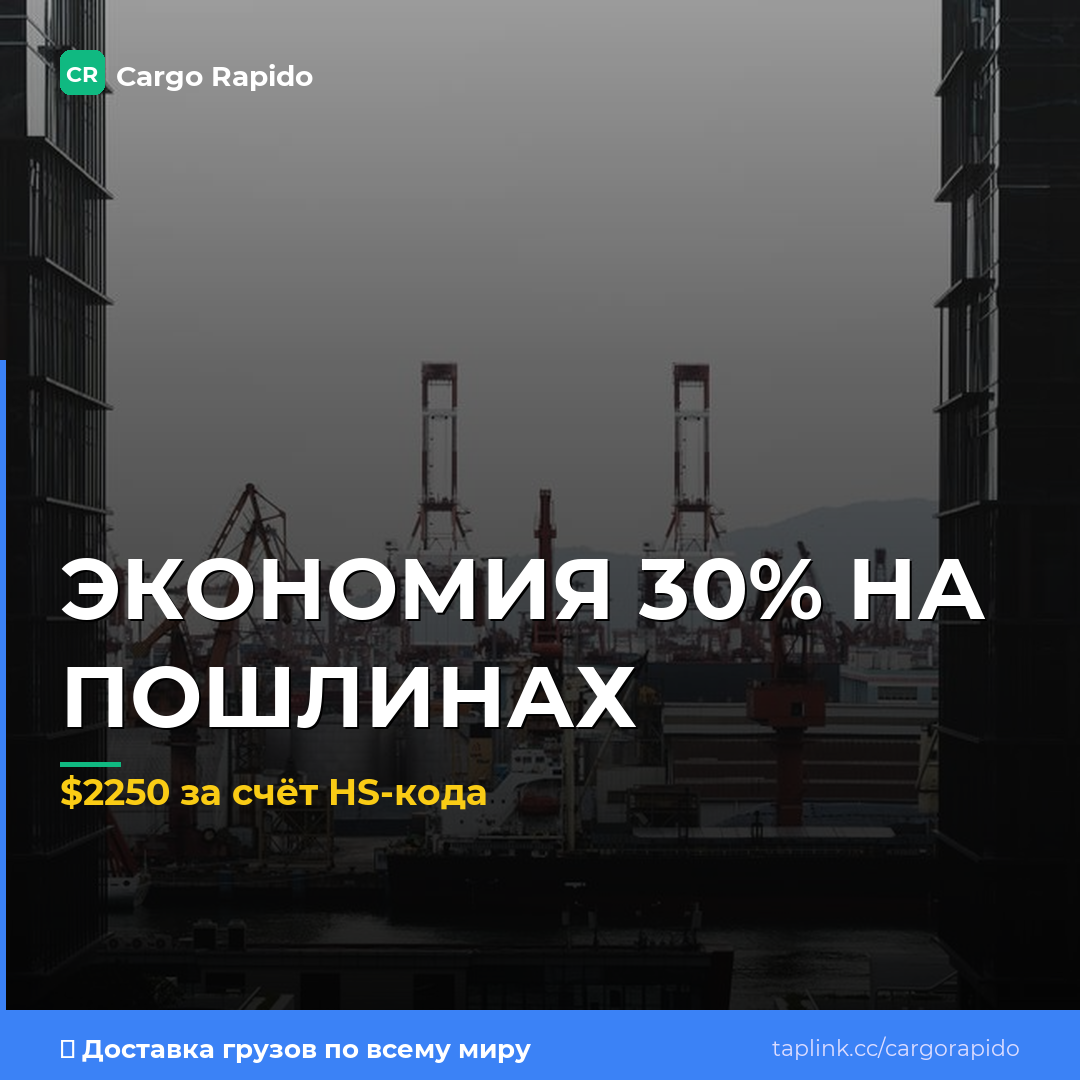 CR Cargo Rapido
ЭКОНОМИЯ 30% НА
ПОШЛИНАХ
$2250 за счёт HS-кода
Доставка грузов по всему миру
taplink.cc/cargorapido